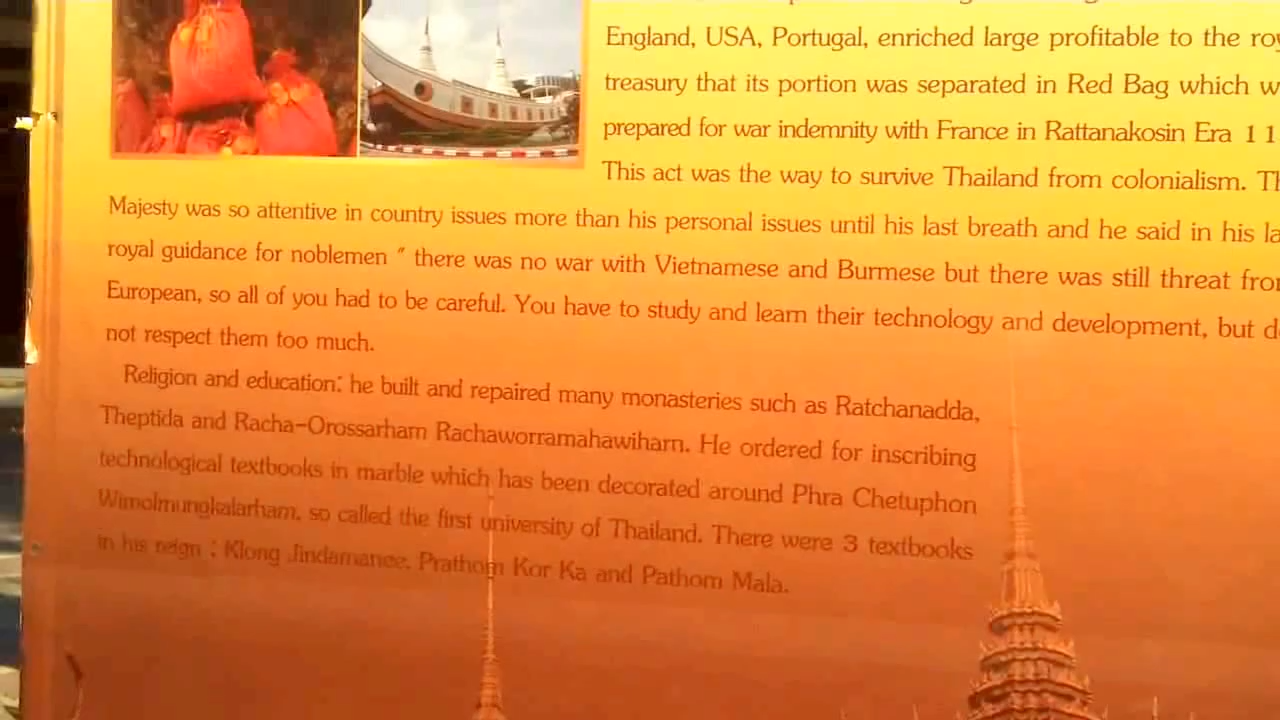 England, USA, Portugal, enriched large profitable to the
treasury that its portion was separated in Red Bag which
prepared for war indemnity with France in Rattanakosin Era 11
This act was the way to survive Thailand from colonialism.
Majesty was so attentive in country issues more than his personal issues until his last breath and he said in his
royal guidance for noblemen " there was no war with Vietnamese and Burmese but there was still threat
European, so all of you had to be careful. You have to study and learn their technology and development, but
not respect them too much.
Religion and education: he built and repaired many monasteries such as Ratchanadda,
Theptida and Racha-Orossarham Rachaworramahawiharn. He ordered for inscribing
technological textbooks in marble which has been decorated around Phra Chetuphon
Wimolmungkalarham, so called the first university of Thailand. There were 3 textbooks
in his reign : Klong Jindamanee, Prathom Kor Ka and Pathom Mala.